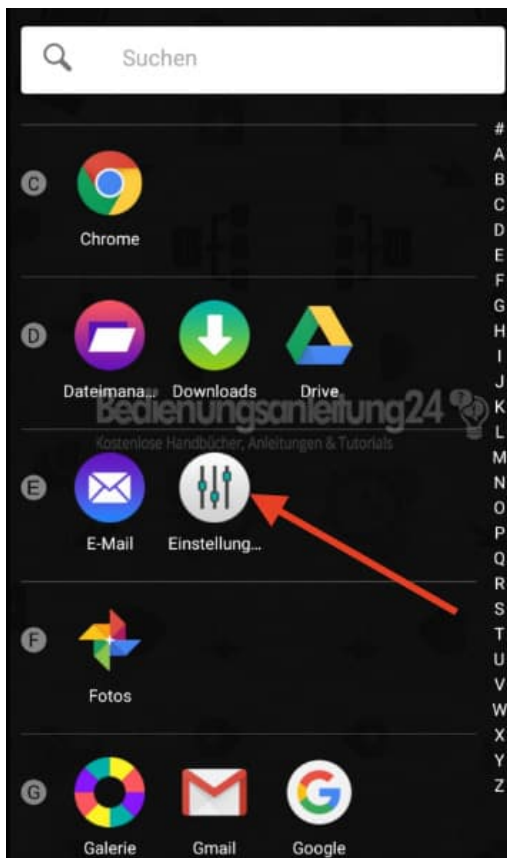 Suchen
C
Chrome
D
Dateimana... Downloads Drive
Bedienungsanleitung24
Kostenlose Handbücher, Anleitungen & Tutorials
E
E-Mail Einstellung...
F
Fotos
G
Galerie Gmail Google
#
A
B
C
D
E
F
G
H
I
J
K
L
M
N
O
P
Q
R
S
T
U
V
W
X
Y
Z